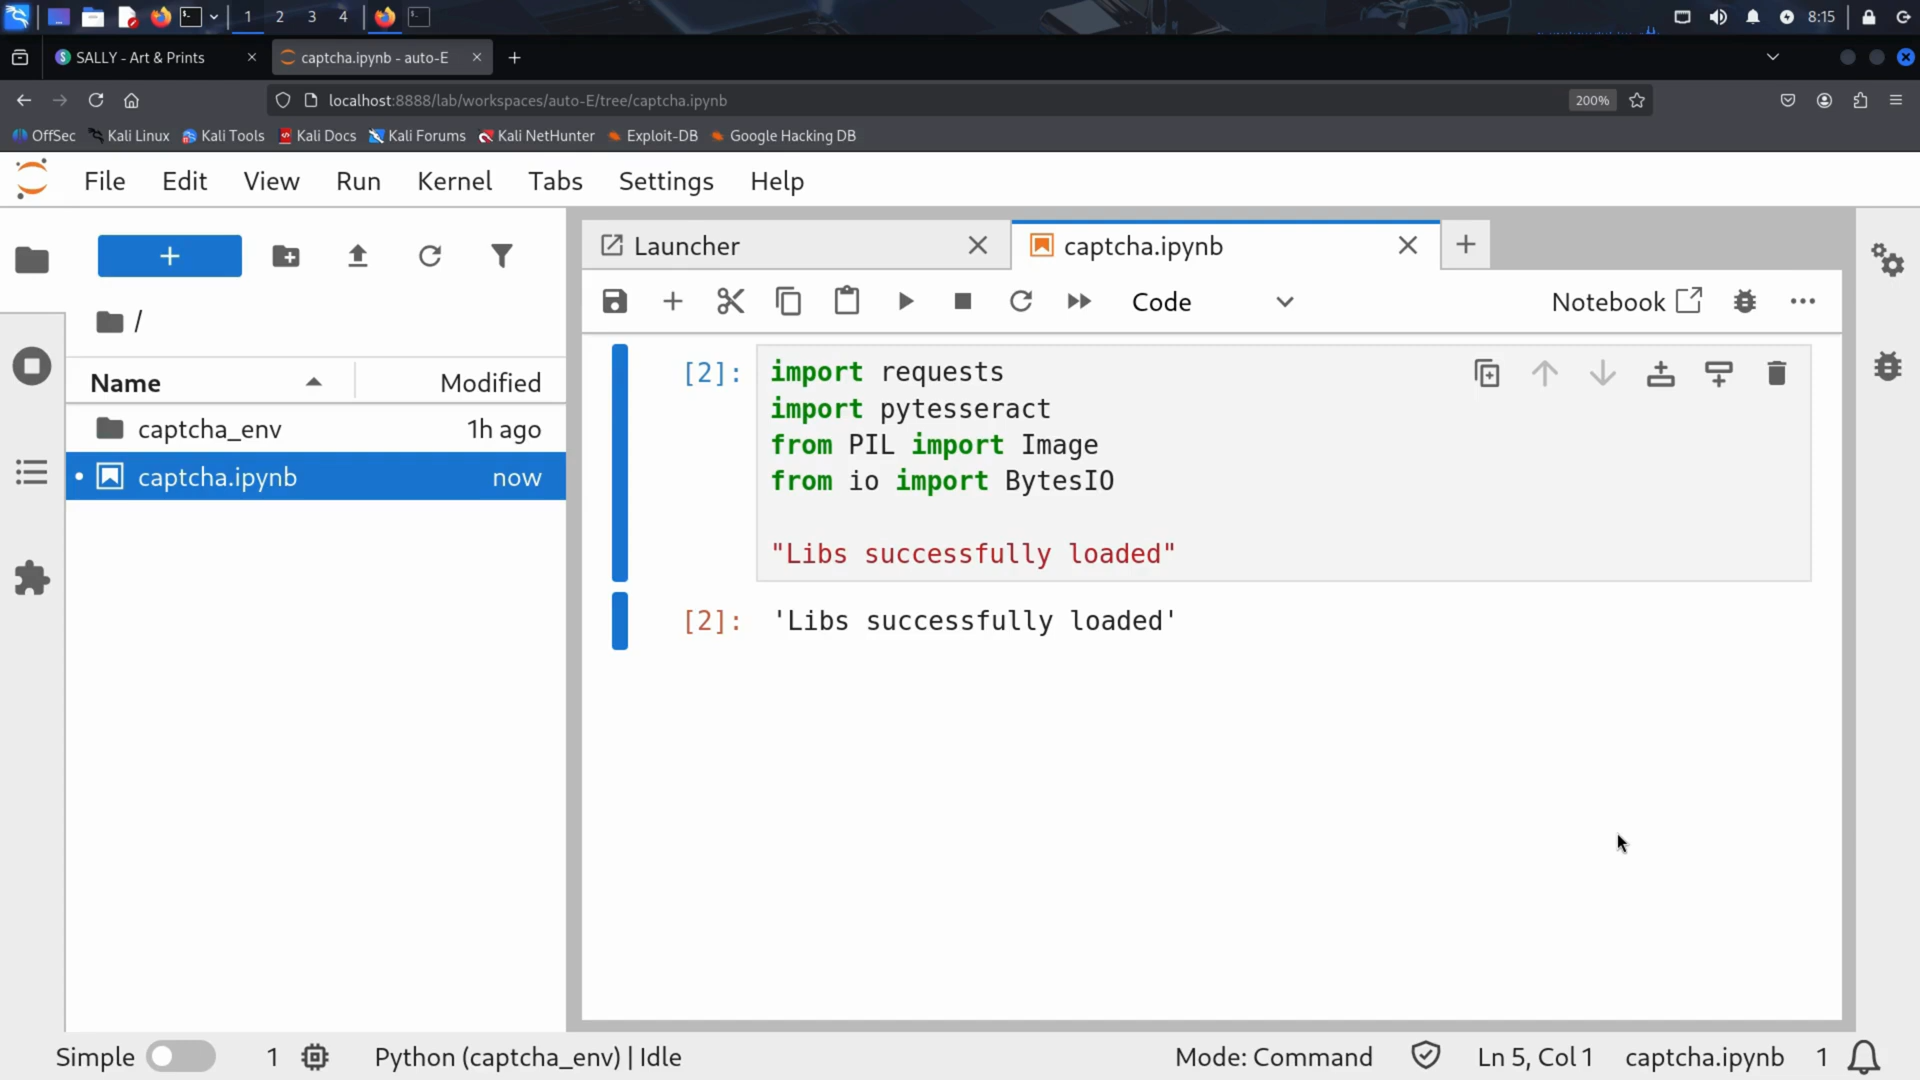 1 2 3 4 8:15
SALLY - Art & Prints captcha.ipynb - auto-E
localhost:8888/lab/workspaces/auto-E/tree/captcha.ipynb 200%
OffSec Kali Linux Kali Tools Kali Docs Kali Forums Kali NetHunter Exploit-DB Google Hacking DB
File Edit View Run Kernel Tabs Settings Help
Launcher captcha.ipynb
Code Notebook
/
Name Modified
captcha_env 1h ago
captcha.ipynb now
[2]: import requests
import pytesseract
from PIL import Image
from io import BytesIO
"Libs successfully loaded"
[2]: 'Libs successfully loaded'
Simple 1 Python (captcha_env) | Idle Mode: Command Ln 5, Col 1 captcha.ipynb 1